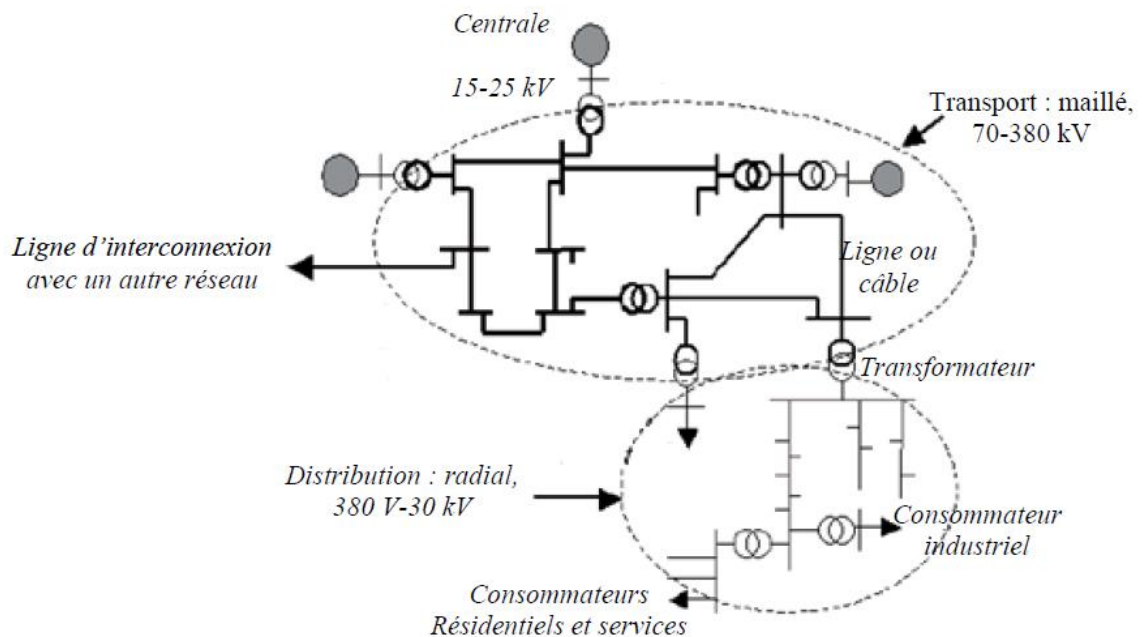 Centrale
15-25 kV
Transport : maillé,
70-380 kV
Ligne d’interconnexion
avec un autre réseau
Ligne ou
câble
Transformateur
Distribution : radial,
380 V-30 kV
Consommateur
industriel
Consommateurs
Résidentiels et services